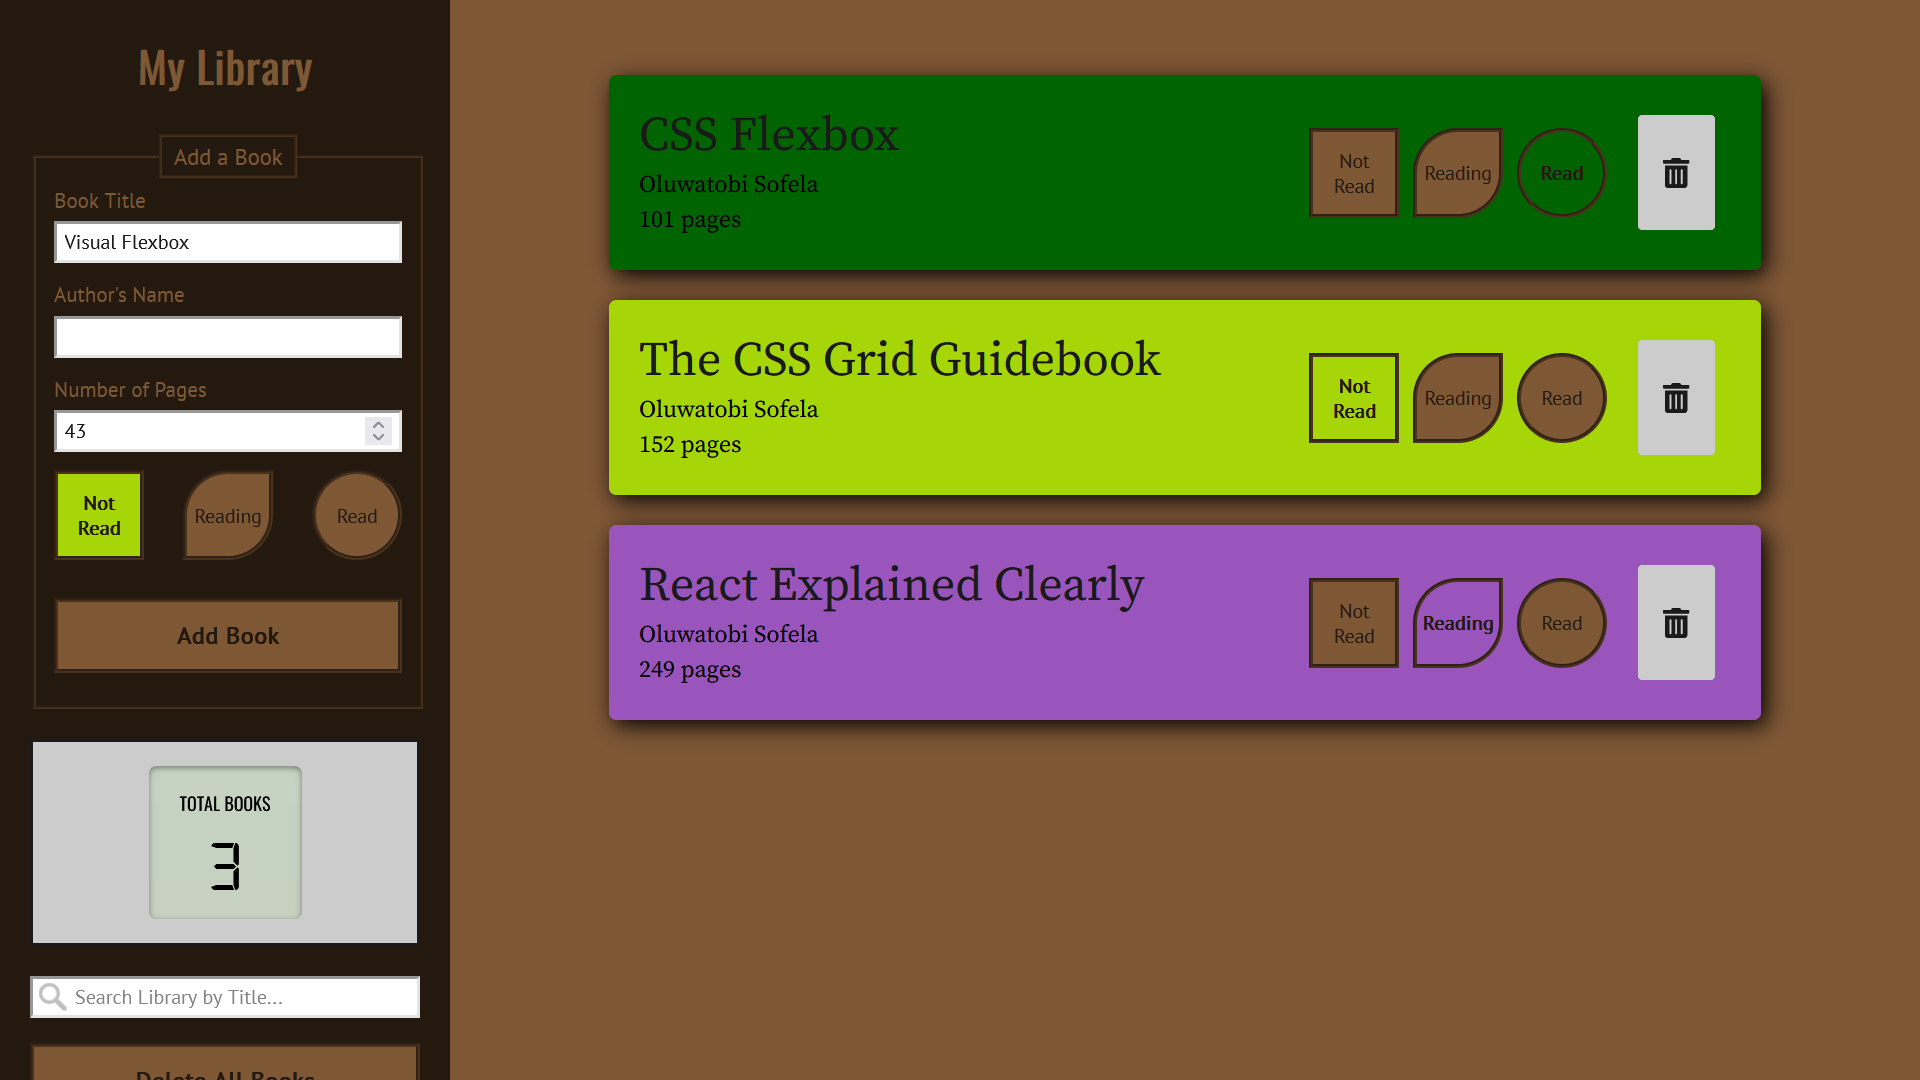 My Library
Add a Book
Book Title
Visual Flexbox
Author's Name
Number of Pages
43
Not
Read
Reading
Read
Add Book
TOTAL BOOKS
3
Search Library by Title...
Delete All Books
CSS Flexbox
Oluwatobi Sofela
101 pages
Not
Read
Reading
Read
The CSS Grid Guidebook
Oluwatobi Sofela
152 pages
Not
Read
Reading
Read
React Explained Clearly
Oluwatobi Sofela
249 pages
Not
Read
Reading
Read